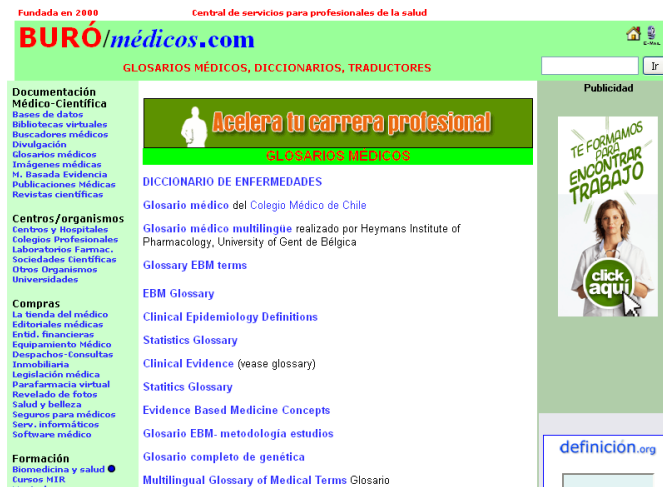 Fundada en 2000
Central de servicios para profesionales de la salud
BURÓ/médicos.com
E-MAIL
GLOSARIOS MÉDICOS, DICCIONARIOS, TRADUCTORES
Ir
Documentación
Médico-Científica
Bases de datos
Bibliotecas virtuales
Buscadores médicos
Divulgación
Glosarios médicos
Imágenes médicas
M. Basada Evidencia
Publicaciones Médicas
Revistas científicas
Centros/organismos
Centros y Hospitales
Colegios Profesionales
Laboratorios Farmac.
Sociedades Científicas
Otros Organismos
Universidades
Compras
La tienda del médico
Editoriales médicas
Entid. financieras
Equipamiento Médico
Despachos-Consultas
Inmobiliaria
Legislación médica
Parafarmacia virtual
Revelado de fotos
Salud y belleza
Seguros para médicos
Serv. informáticos
Software médico
Formación
Biomedicina y salud
Cursos MIR
Acelera tu carrera profesional
GLOSARIOS MÉDICOS
DICCIONARIO DE ENFERMEDADES
Glosario médico del Colegio Médico de Chile
Glosario médico multilingüe realizado por Heymans Institute of
Pharmacology, University of Gent de Bélgica
Glossary EBM terms
EBM Glossary
Clinical Epidemiology Definitions
Statistics Glossary
Clinical Evidence (vease glossary)
Statitics Glossary
Evidence Based Medicine Concepts
Glosario EBM- metodología estudios
Glosario completo de genética
Multilingual Glossary of Medical Terms Glosario
Publicidad
TE FORMAMOS
PARA
ENCONTRAR
TRABAJO
click
aquí
definición.org